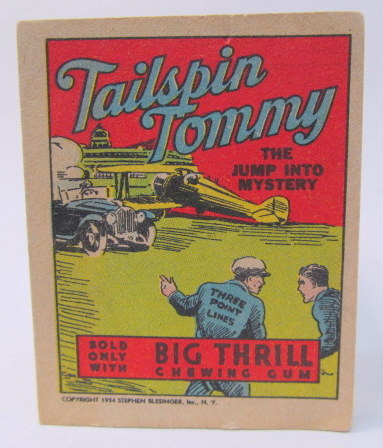 Tailspin
Tommy
THE
JUMP INTO
MYSTERY
THREE
POINT
LINES
SOLD
ONLY
WITH
BIG THRILL
CHEWING GUM
COPYRIGHT 1934 STEPHEN SLESINGER, Inc., N. Y.